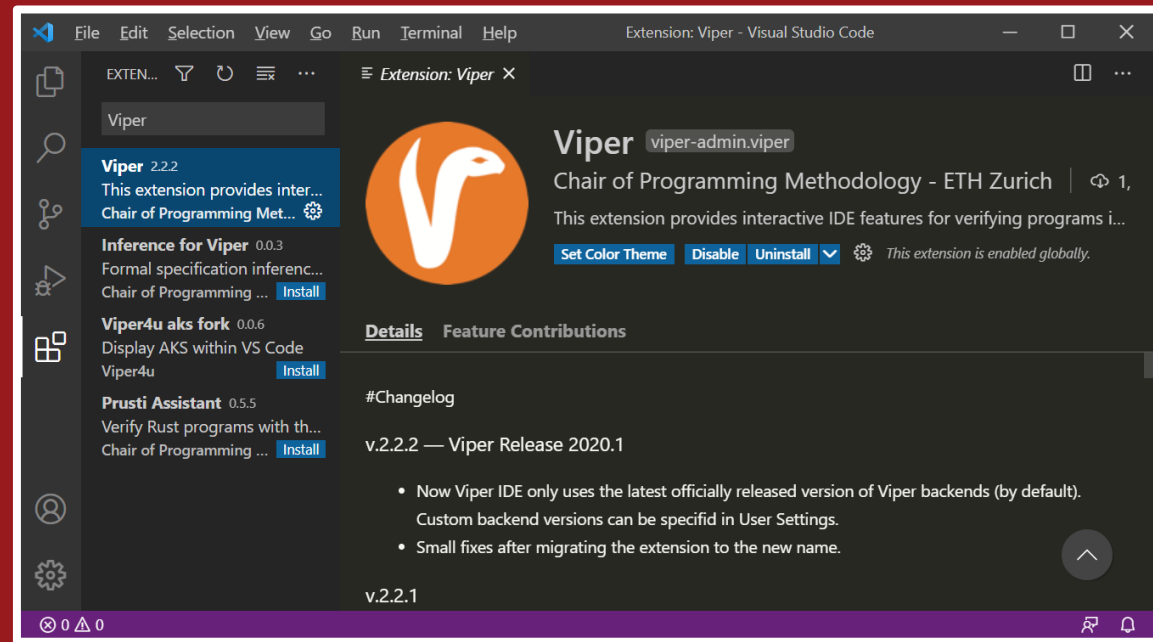 File Edit Selection View Go Run Terminal Help Extension: Viper - Visual Studio Code
EXTEN...
Extension: Viper
Viper
Viper 2.2.2
This extension provides inter...
Chair of Programming Met...
Inference for Viper 0.0.3
Formal specification inferenc...
Chair of Programming ... Install
Viper4u aks fork 0.0.6
Display AKS within VS Code
Viper4u Install
Prusti Assistant 0.5.5
Verify Rust programs with th...
Chair of Programming ... Install
Viper viper-admin.viper
Chair of Programming Methodology - ETH Zurich 1,
This extension provides interactive IDE features for verifying programs i...
Set Color Theme Disable Uninstall This extension is enabled globally.
Details Feature Contributions
#Changelog
v.2.2.2 — Viper Release 2020.1
• Now Viper IDE only uses the latest officially released version of Viper backends (by default).
Custom backend versions can be specifid in User Settings.
• Small fixes after migrating the extension to the new name.
v.2.2.1
0 0